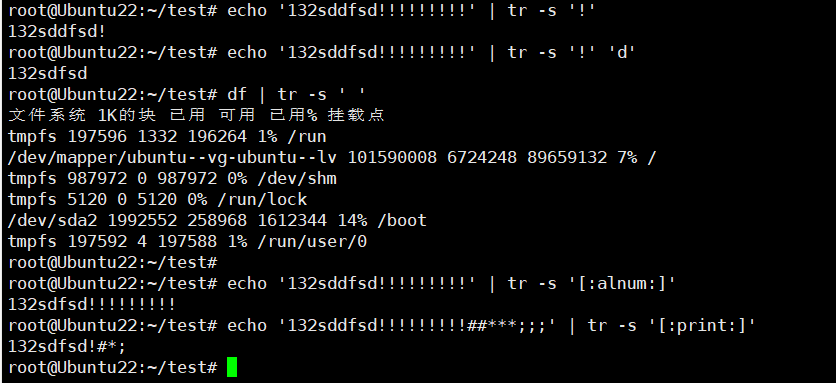 root@Ubuntu22:~/test# echo '132sddfsd!!!!!!!!!' | tr -s '!'
132sddfsd!
root@Ubuntu22:~/test# echo '132sddfsd!!!!!!!!!' | tr -s '!' 'd'
132sdfsd
root@Ubuntu22:~/test# df | tr -s ' '
文件系统 1K的块 已用 可用 已用% 挂载点
tmpfs 197596 1332 196264 1% /run
/dev/mapper/ubuntu--vg-ubuntu--lv 101590008 6724248 89659132 7% /
tmpfs 987972 0 987972 0% /dev/shm
tmpfs 5120 0 5120 0% /run/lock
/dev/sda2 1992552 258968 1612344 14% /boot
tmpfs 197592 4 197588 1% /run/user/0
root@Ubuntu22:~/test#
root@Ubuntu22:~/test# echo '132sddfsd!!!!!!!!!' | tr -s '[:alnum:]'
132sdfsd!!!!!!!!!
root@Ubuntu22:~/test# echo '132sddfsd!!!!!!!!!##***;;;' | tr -s '[:print:]'
132sdfsd!#*;
root@Ubuntu22:~/test#